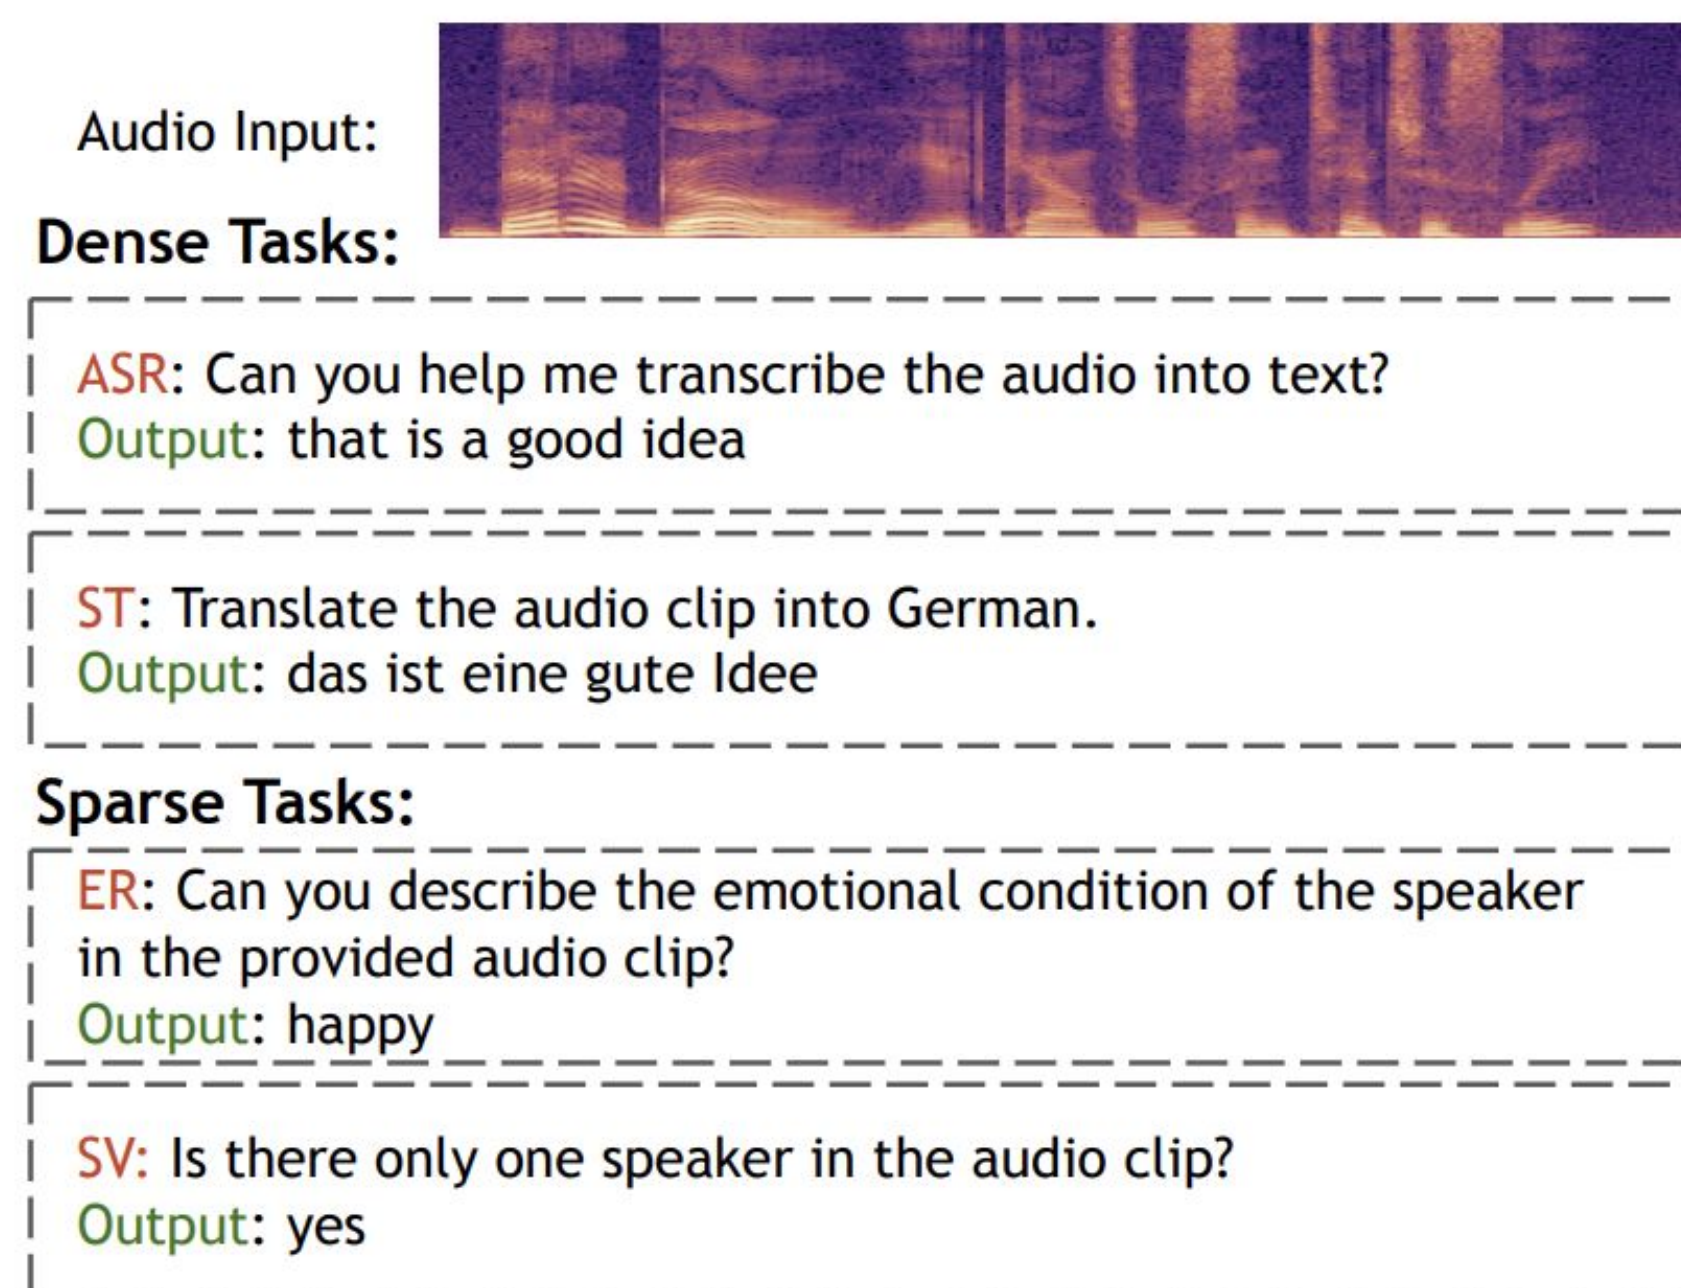 Audio Input:
Dense Tasks:
ASR: Can you help me transcribe the audio into text?
Output: that is a good idea
ST: Translate the audio clip into German.
Output: das ist eine gute Idee
Sparse Tasks:
ER: Can you describe the emotional condition of the speaker
in the provided audio clip?
Output: happy
SV: Is there only one speaker in the audio clip?
Output: yes